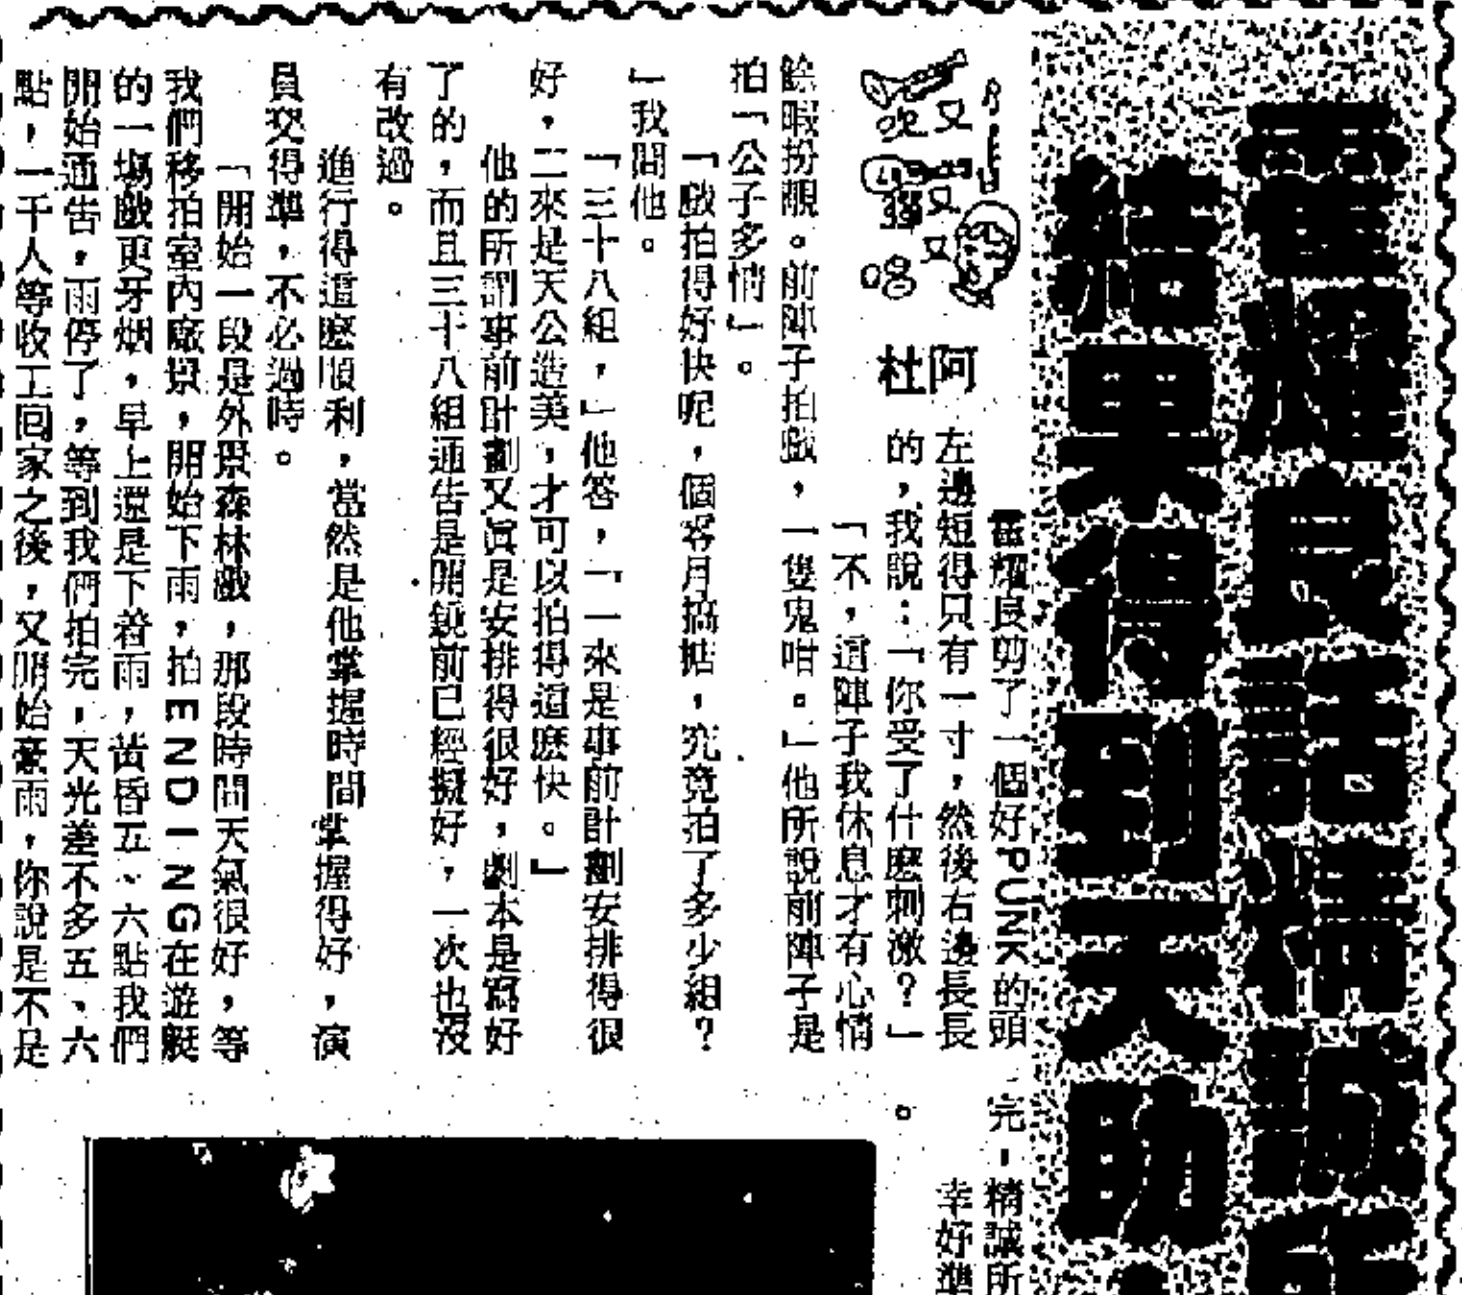 霍耀良話精誠所
結果得到天助
又又又
呢個唱
阿杜
霍耀良剪了一個好PUNK的頭
左邊短得只有一寸，然後右邊長長
的，我說：「你受了什麼刺激？」
「不，這陣子我休息才有心情
餘暇扮靚。前陣子拍戲，一隻鬼咁。」他所說前陣子是
拍「公子多情」。
「戲拍得好快呢，個零月搞掂，究竟拍了多少組？
」我問他。
「三十八組，」他答，「一來是事前計劃安排得很
好，二來是天公造美，才可以拍得這麼快。」
他的所謂事前計劃又眞是安排得很好，劇本是寫好
了的，而且三十八組通告是開鏡前已經擬好，一次也沒
有改過。
進行得這麼順利，當然是他掌握時間掌握得好，演
員交得準，不必過時。
「開始一段是外景森林戲，那段時間天氣很好，等
我們移拍室內廠景，開始下雨，拍ENDING在遊艇
的一場戲更牙烟，早上還是下着雨，黃昏五、六點我們
開始通告，雨停了，等到我們拍完，天光差不多五、六
點，一千人等收工回家之後，又開始豪雨，你說是不是
。
完，精誠所
幸好準